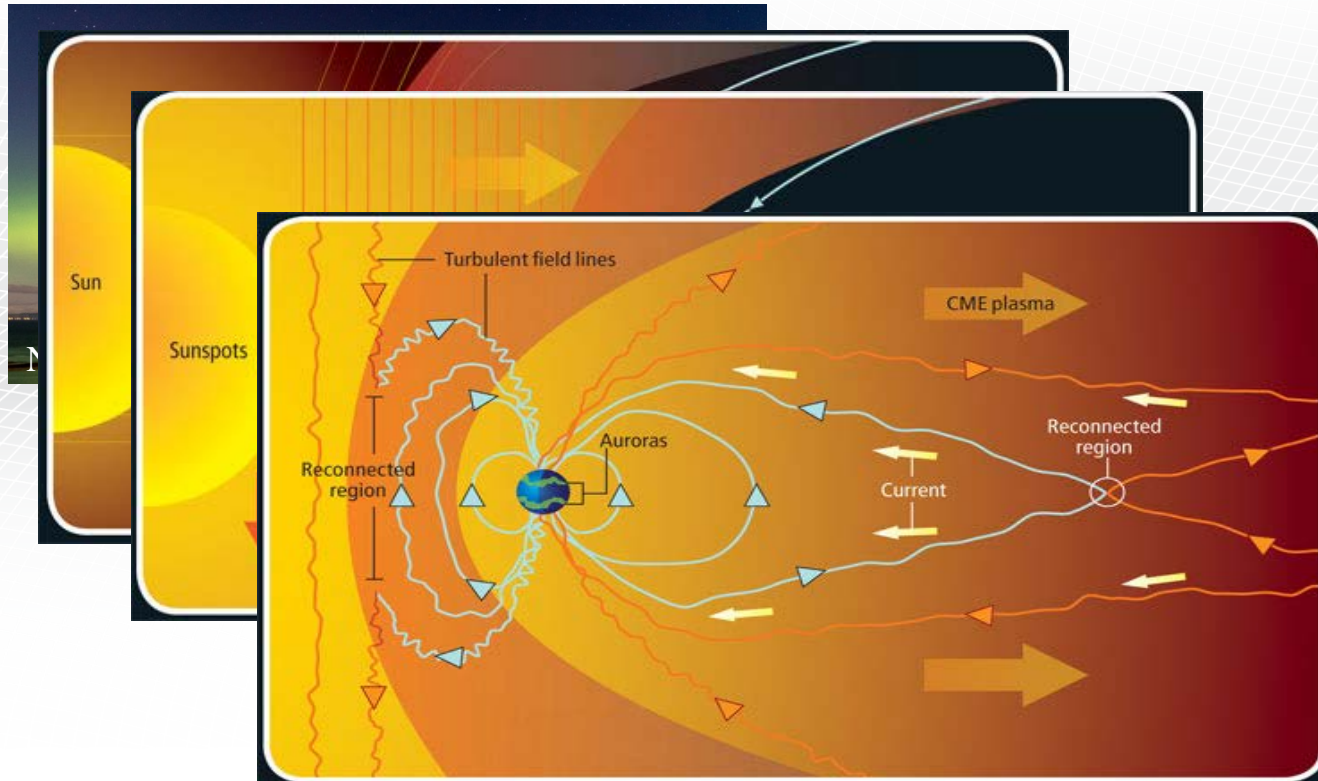 Sun
Sunspots
Turbulent field lines
CME plasma
Auroras
Reconnected
region
Reconnected
region
Current